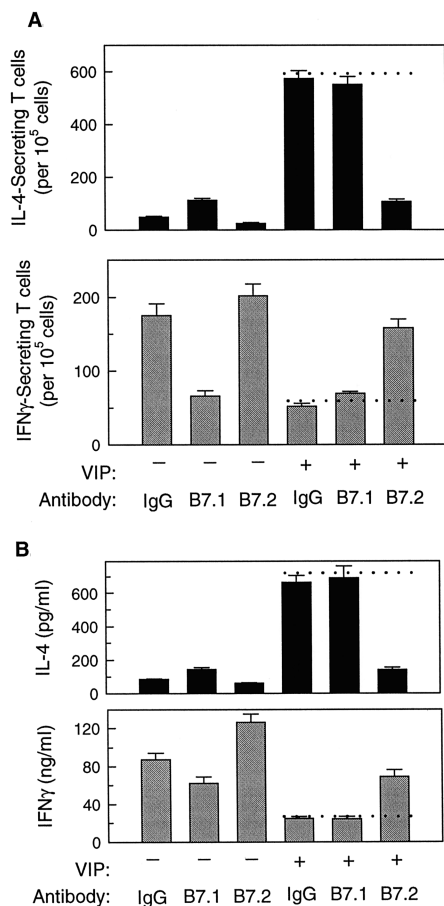 A
IL-4-Secreting T cells
(per 10⁵ cells)
600
400
200
0
IFNγ-Secreting T cells
(per 10⁵ cells)
200
100
0
VIP: – – – + + +
Antibody: IgG B7.1 B7.2 IgG B7.1 B7.2
B
IL-4 (pg/ml)
600
400
200
0
IFNγ (ng/ml)
120
80
40
0
VIP: – – – + + +
Antibody: IgG B7.1 B7.2 IgG B7.1 B7.2